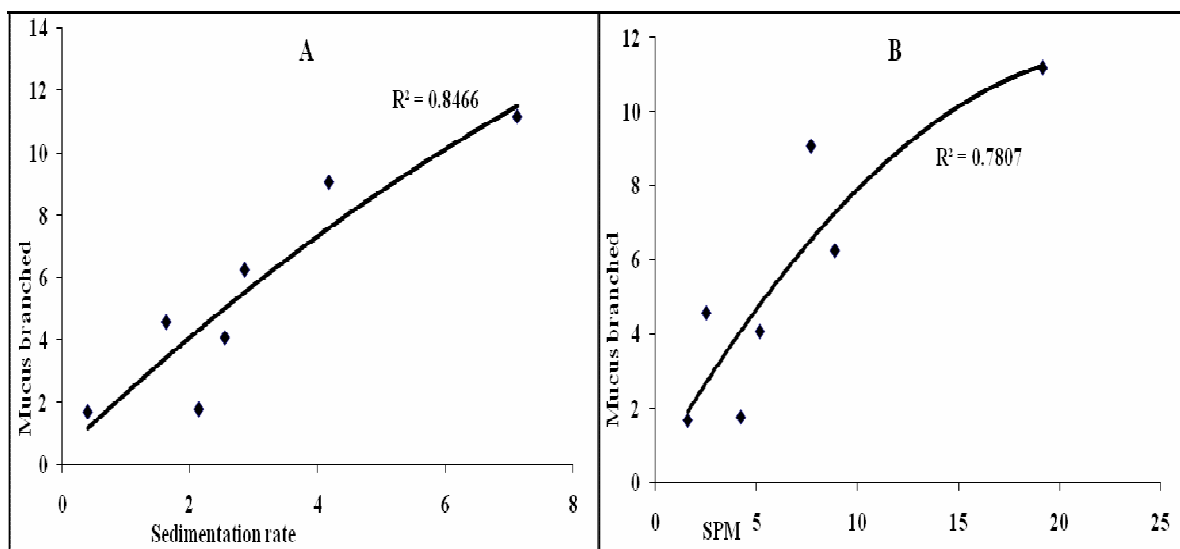 A
R² = 0.8466
14
12
10
8
6
4
2
0
Mucus branched
0 2 4 6 8
Sedimentation rate
B
R² = 0.7807
12
10
8
6
4
2
0
Mucus branched
0 5 10 15 20 25
SPM